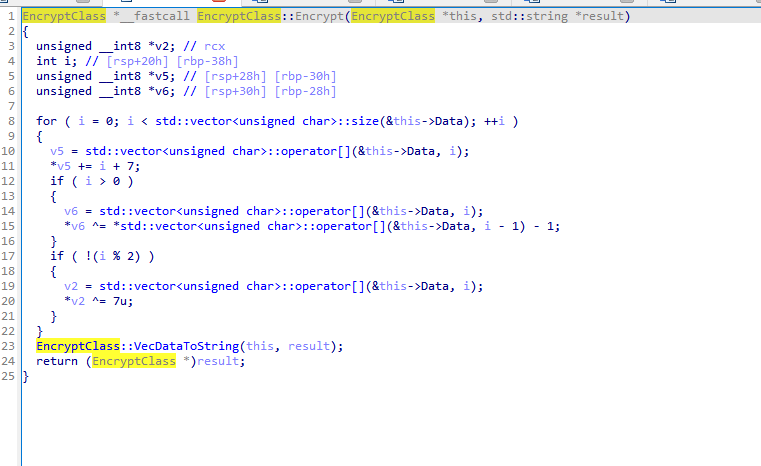 1 EncryptClass *__fastcall EncryptClass::Encrypt(EncryptClass *this, std::string *result)
2 {
3   unsigned __int8 *v2; // rcx
4   int i; // [rsp+20h] [rbp-38h]
5   unsigned __int8 *v5; // [rsp+28h] [rbp-30h]
6   unsigned __int8 *v6; // [rsp+30h] [rbp-28h]
7
8   for ( i = 0; i < std::vector<unsigned char>::size(&this->Data); ++i )
9   {
10     v5 = std::vector<unsigned char>::operator[](&this->Data, i);
11     *v5 += i + 7;
12     if ( i > 0 )
13     {
14       v6 = std::vector<unsigned char>::operator[](&this->Data, i);
15       *v6 ^= *std::vector<unsigned char>::operator[](&this->Data, i - 1) - 1;
16     }
17     if ( !(i % 2) )
18     {
19       v2 = std::vector<unsigned char>::operator[](&this->Data, i);
20       *v2 ^= 7u;
21     }
22   }
23   EncryptClass::VecDataToString(this, result);
24   return (EncryptClass *)result;
25 }